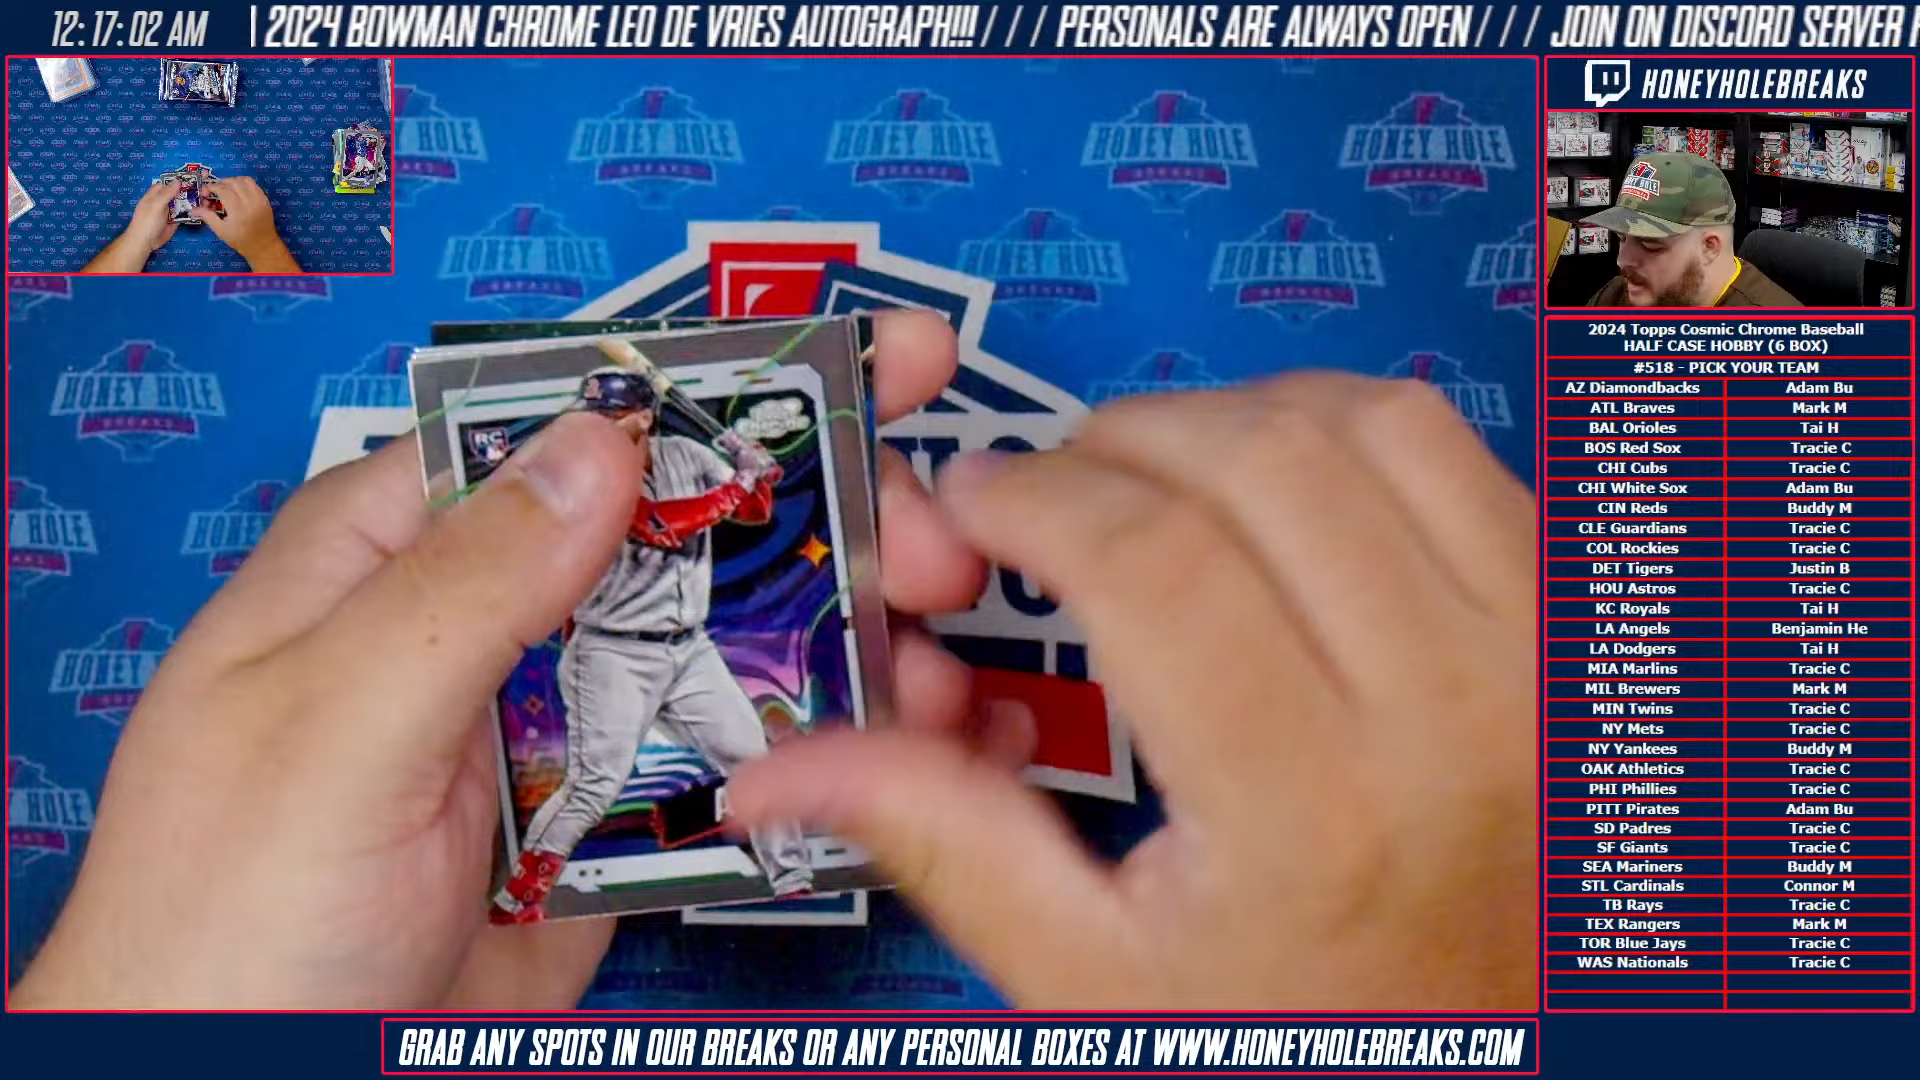 12:17:02 AM
2024 BOWMAN CHROME LEO DE VRIES AUTOGRAPH!!! / / / PERSONALS ARE ALWAYS OPEN / / / JOIN ON DISCORD SERVER
HONEYHOLEBREAKS
HONEY HOLE
BREAKS
RC
2024 Topps Cosmic Chrome Baseball
HALF CASE HOBBY (6 BOX)
#518 - PICK YOUR TEAM
AZ Diamondbacks Adam Bu
ATL Braves Mark M
BAL Orioles Tai H
BOS Red Sox Tracie C
CHI Cubs Tracie C
CHI White Sox Adam Bu
CIN Reds Buddy M
CLE Guardians Tracie C
COL Rockies Tracie C
DET Tigers Justin B
HOU Astros Tracie C
KC Royals Tai H
LA Angels Benjamin He
LA Dodgers Tai H
MIA Marlins Tracie C
MIL Brewers Mark M
MIN Twins Tracie C
NY Mets Tracie C
NY Yankees Buddy M
OAK Athletics Tracie C
PHI Phillies Tracie C
PITT Pirates Adam Bu
SD Padres Tracie C
SF Giants Tracie C
SEA Mariners Buddy M
STL Cardinals Connor M
TB Rays Tracie C
TEX Rangers Mark M
TOR Blue Jays Tracie C
WAS Nationals Tracie C
GRAB ANY SPOTS IN OUR BREAKS OR ANY PERSONAL BOXES AT WWW.HONEYHOLEBREAKS.COM